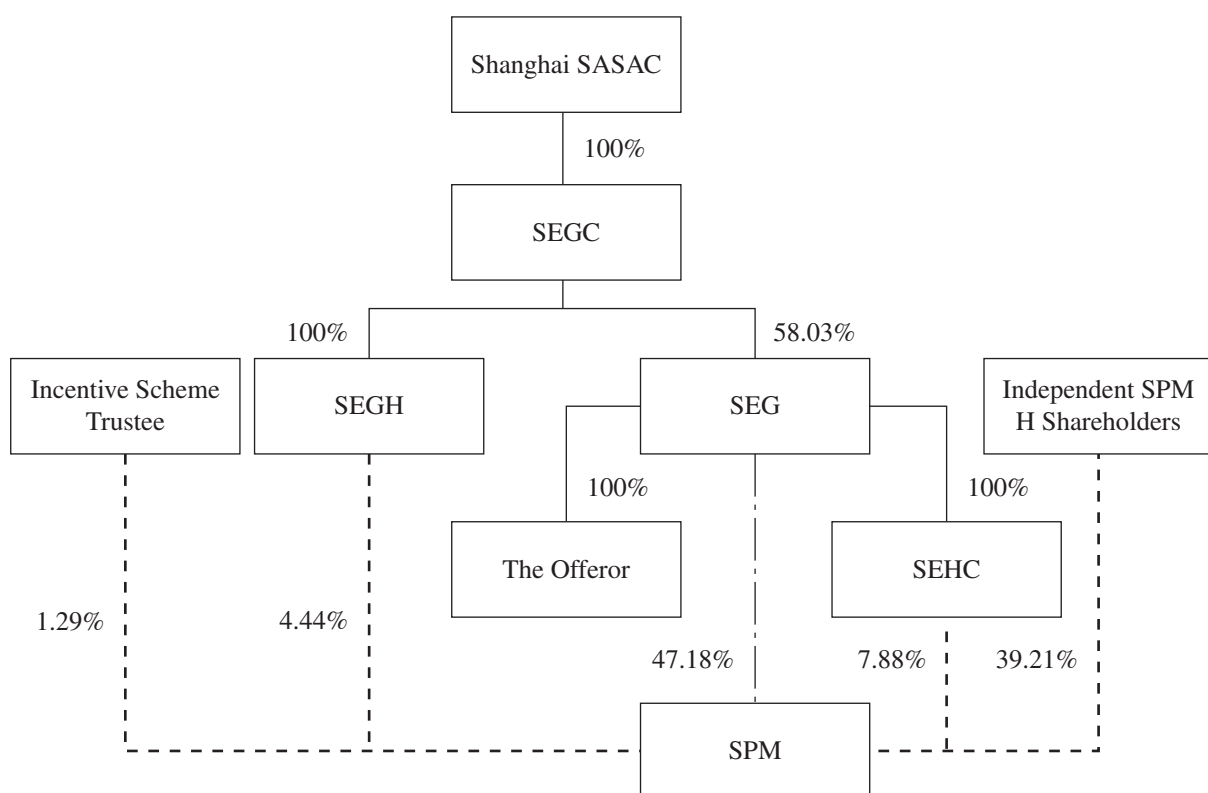 Shanghai SASAC
100%
SEGC
100%
58.03%
Incentive Scheme
Trustee
SEGH
SEG
Independent SPM
H Shareholders
100%
100%
The Offeror
SEHC
1.29%
4.44%
47.18%
7.88%
39.21%
SPM